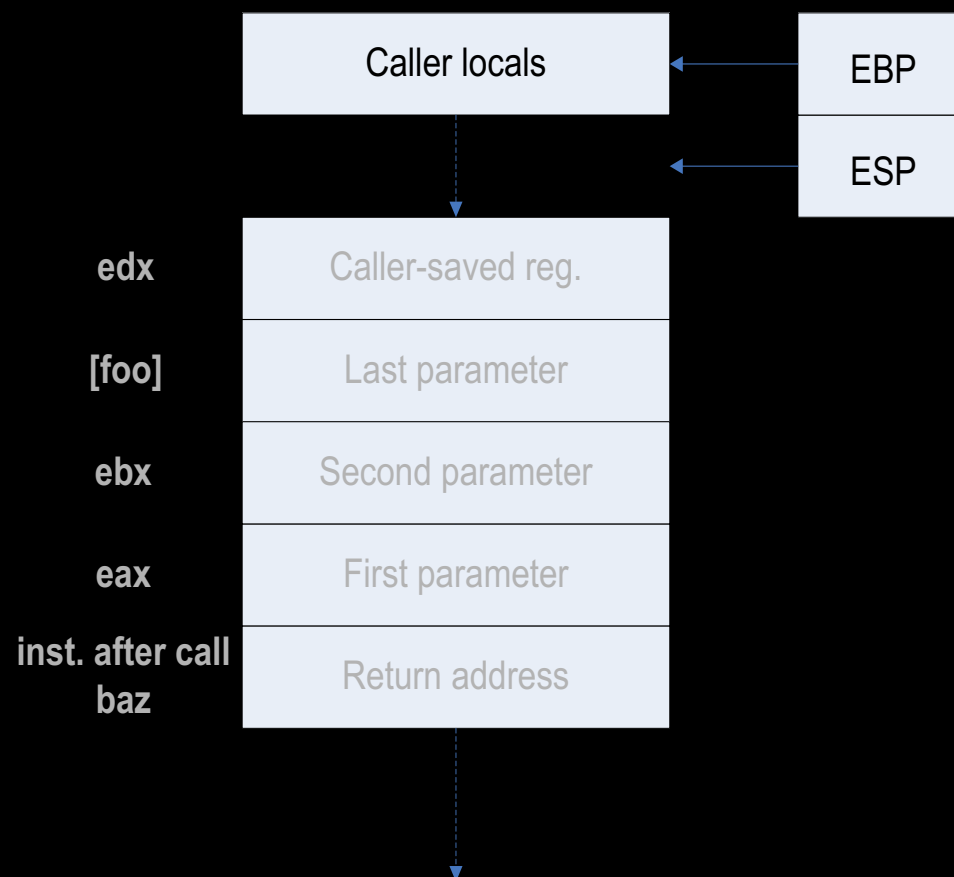 Caller locals
EBP
ESP
edx
Caller-saved reg.
[foo]
Last parameter
ebx
Second parameter
eax
First parameter
inst. after call
baz
Return address